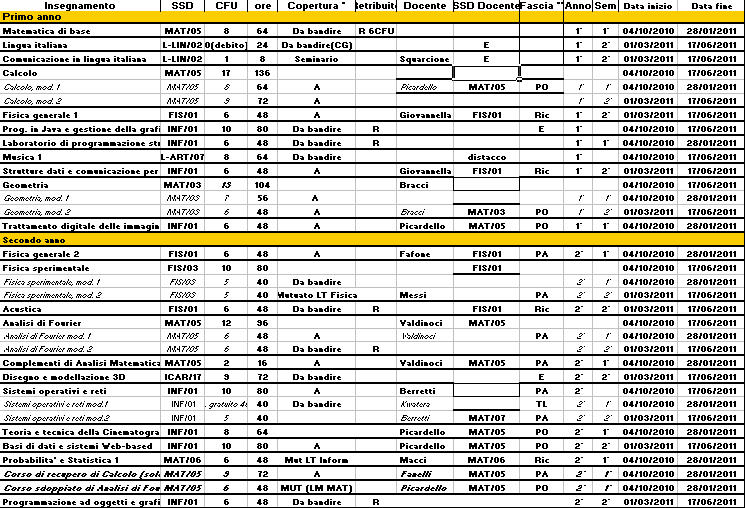 Insegnamento SSD CFU ore Copertura * Retribuito Docente SSD Docente Fascia ** Anno Sem Data inizio Data fine
Primo anno
Matematica di base MAT/05 8 64 Da bandire R 6CFU 1° 1° 04/10/2010 28/01/2011
Lingua italiana L-LIN/02 0(debito) 24 Da bandire(CG) E 1° 2° 01/03/2011 17/06/2011
Comunicazione in lingua italiana L-LIN/02 1 8 Seminario Squarcione E 1° 2° 01/03/2011 17/06/2011
Calcolo MAT/05 17 136 04/10/2010 17/06/2011
Calcolo, mod. 1 MAT/05 8 64 A Picardello MAT/05 PO 1° 1° 04/10/2010 28/01/2011
Calcolo, mod. 2 MAT/05 9 72 A 1° 2° 01/03/2011 17/06/2011
Fisica generale 1 FIS/01 6 48 A Giovannella FIS/01 Ric 1° 2° 01/03/2011 17/06/2011
Prog. in Java e gestione della grafi INF/01 10 80 Da bandire R E 1° 04/10/2010 17/06/2011
Laboratorio di programmazione str INF/01 6 48 Da bandire R 1° 1° 04/10/2010 28/01/2011
Musica 1 L-ART/07 8 64 Da bandire distacco 1° 04/10/2010 17/06/2011
Strutture dati e comunicazione per INF/01 6 48 A Giovannella FIS/01 Ric 1° 2° 01/03/2011 17/06/2011
Geometria MAT/03 13 104 Bracci 04/10/2010 17/06/2011
Geometria, mod. 1 MAT/03 7 56 A 1° 1° 04/10/2010 28/01/2011
Geometria, mod. 2 MAT/03 6 48 A Bracci MAT/03 PO 1° 2° 01/03/2011 17/06/2011
Trattamento digitale delle immagin INF/01 6 48 A Picardello MAT/05 PO 1° 1° 04/10/2010 28/01/2011
Secondo anno
Fisica generale 2 FIS/01 6 48 A Fafone FIS/01 PA 2° 1° 04/10/2010 28/01/2011
Fisica sperimentale FIS/03 10 80 FIS/01 04/10/2010 17/06/2011
Fisica sperimentale, mod. 1 FIS/03 5 40 Da bandire 2° 1° 04/10/2010 28/01/2011
Fisica sperimentale, mod. 2 FIS/03 5 40 Mutuato LT Fisica Messi PA 2° 2° 01/03/2011 17/06/2011
Acustica FIS/01 6 48 Da bandire R FIS/01 Ric 2° 2° 01/03/2011 17/06/2011
Analisi di Fourier MAT/05 12 96 Valdinoci MAT/05 04/10/2010 17/06/2011
Analisi di Fourier mod. 1 MAT/05 6 48 A Valdinoci PA 2° 1° 04/10/2010 28/01/2011
Analisi di Fourier mod. 2 MAT/05 6 48 Da bandire R 2° 2° 01/03/2011 17/06/2011
Complementi di Analisi Matematica MAT/05 2 16 A Valdinoci MAT/05 PA 2° 1° 04/10/2010 28/01/2011
Disegno e modellazione 3D ICAR/17 9 72 Da bandire E 2° 2° 01/03/2011 17/06/2011
Sistemi operativi e reti INF/01 10 80 A Berretti PA 2° 04/10/2010 17/06/2011
Sistemi operativi e reti mod.1 INF/01 . gratuito 4 40 Da bandire TL 2° 1° 04/10/2010 28/01/2011
Sistemi operativi e reti mod.2 INF/01 5 40 Berretti MAT/07 PA 2° 2° 01/03/2011 17/06/2011
Teoria e tecnica della Cinematogra INF/01 8 64 Picardello MAT/05 PO 2° 1° 04/10/2010 28/01/2011
Basi di dati e sistemi Web-based INF/01 10 80 A Picardello MAT/05 PO 2° 2° 01/03/2011 17/06/2011
Probabilita' e Statistica 1 MAT/06 6 48 Mut LT Inform Macci MAT/06 Ric 2° 1° 04/10/2010 28/01/2011
Corso di recupero di Calcolo (sol MAT/05 9 72 A Fanelli MAT/05 PA 2° 1° 04/10/2010 28/01/2011
Corso sdoppiato di Analisi di Fou MAT/05 6 48 MUT (LM MAT) Picardello MAT/05 PO 2° 1° 04/10/2010 28/01/2011
Programmazione ad oggetti e grafi INF/01 6 48 Da bandire R 2° 2° 01/03/2011 17/06/2011